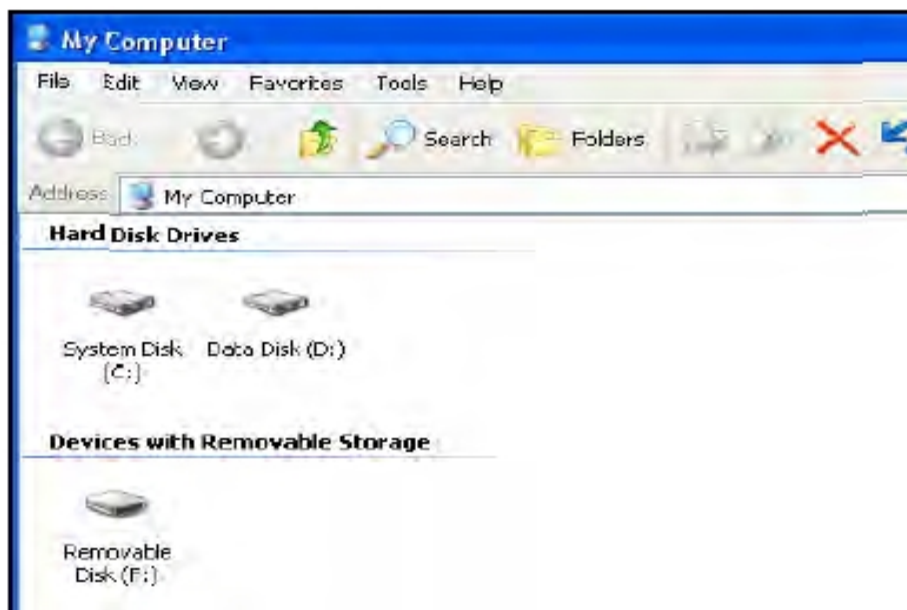 My Computer
File Edit View Favorites Tools Help
Back Search Folders
Address My Computer
Hard Disk Drives
System Disk Data Disk (D:)
(C:)
Devices with Removable Storage
Removable
Disk (F:)